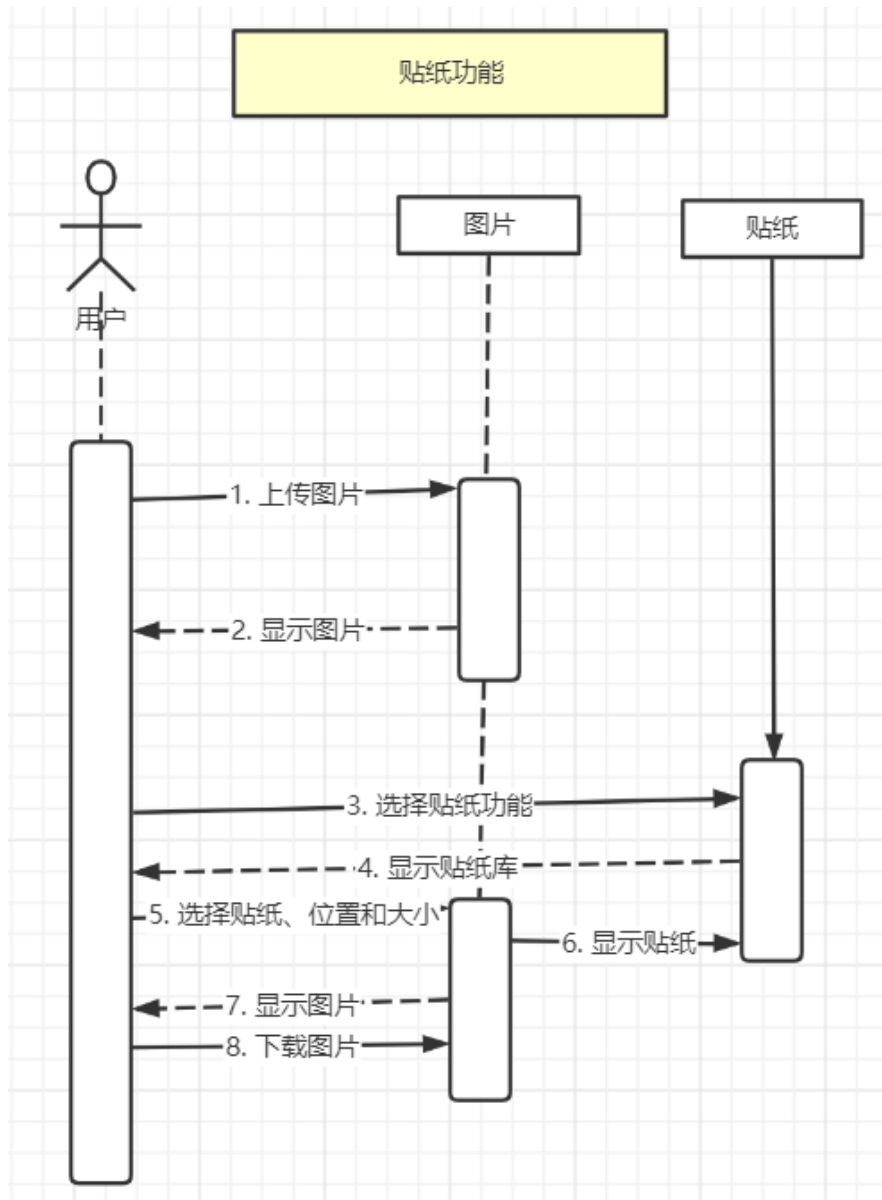 贴纸功能
图片
贴纸
用户
1. 上传图片
2. 显示图片
3. 选择贴纸功能
4. 显示贴纸库
5. 选择贴纸、位置和大小
6. 显示贴纸
7. 显示图片
8. 下载图片